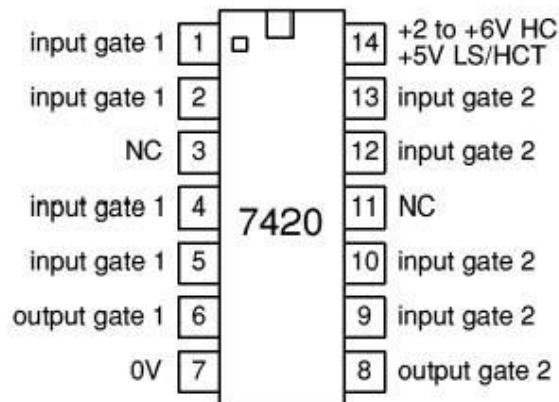 input gate 1 1
input gate 1 2
NC 3
input gate 1 4
input gate 1 5
output gate 1 6
0V 7
7420
14 +2 to +6V HC
+5V LS/HCT
13 input gate 2
12 input gate 2
11 NC
10 input gate 2
9 input gate 2
8 output gate 2